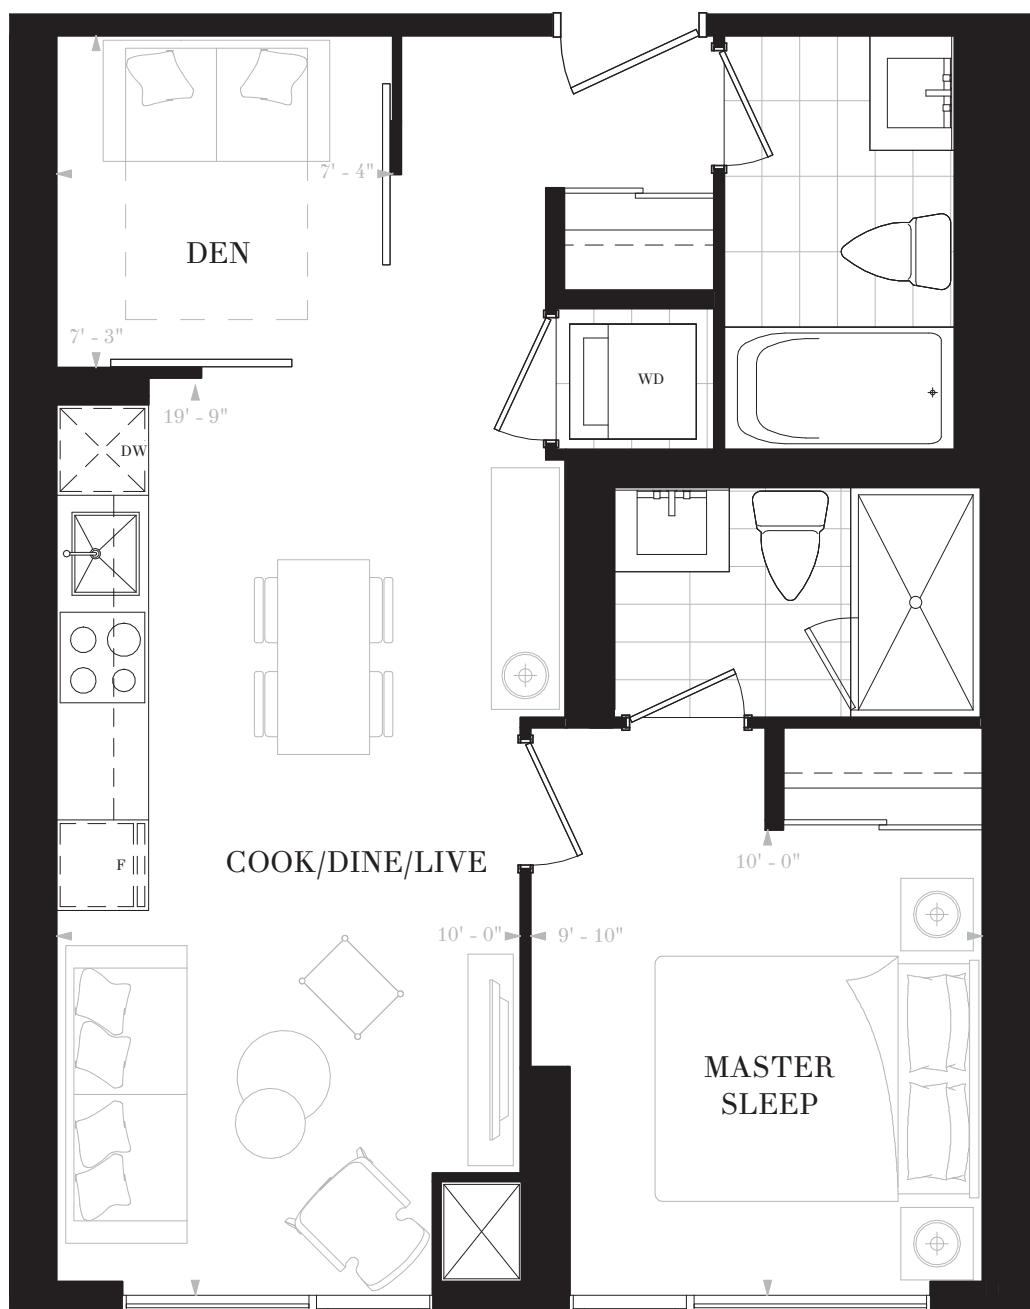 7' - 4"
DEN
7' - 3"
WD
19' - 9"
DW
F
COOK/DINE/LIVE
10' - 0"
10' - 0"
9' - 10"
MASTER
SLEEP